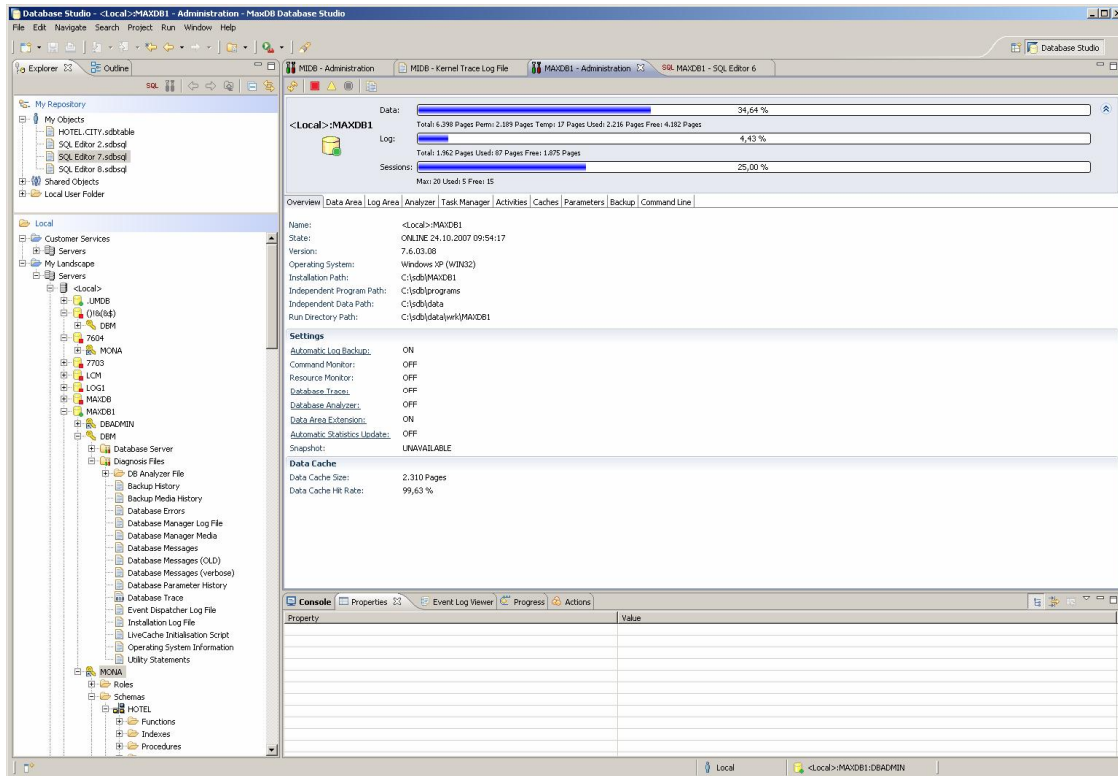 Database Studio - <Local>:MAXDB1 - Administration - MaxDB Database Studio
File Edit Navigate Search Project Run Window Help
Database Studio
Explorer Outline
SQL
My Repository
My Objects
HOTEL.CITY.sdbtable
SQL Editor 2.sdbsql
SQL Editor 7.sdbsql
SQL Editor 8.sdbsql
Shared Objects
Local User Folder
Local
Customer Services
Servers
My Landscape
Servers
<Local>
.UMDB
()!&(&$)
DBM
7604
MONA
7703
LCM
LOG1
MAXDB
MAXDB1
DBADMIN
DBM
Database Server
Diagnosis Files
DB Analyzer File
Backup History
Backup Media History
Database Errors
Database Manager Log File
Database Manager Media
Database Messages
Database Messages (OLD)
Database Messages (verbose)
Database Parameter History
Database Trace
Event Dispatcher Log File
Installation Log File
LiveCache Initialisation Script
Operating System Information
Utility Statements
MONA
Roles
Schemas
HOTEL
Functions
Indexes
Procedures
MIDB - Administration MIDB - Kernel Trace Log File MAXDB1 - Administration SQL MAXDB1 - SQL Editor 6
<Local>:MAXDB1
Data: 34,64 %
Total: 6.398 Pages Perm: 2.189 Pages Temp: 17 Pages Used: 2.216 Pages Free: 4.182 Pages
Log: 4,43 %
Total: 1.962 Pages Used: 87 Pages Free: 1.875 Pages
Sessions: 25,00 %
Max: 20 Used: 5 Free: 15
Overview Data Area Log Area Analyzer Task Manager Activities Caches Parameters Backup Command Line
Name: <Local>:MAXDB1
State: ONLINE 24.10.2007 09:54:17
Version: 7.6.03.08
Operating System: Windows XP (WIN32)
Installation Path: C:\sdb\MAXDB1
Independent Program Path: C:\sdb\programs
Independent Data Path: C:\sdb\data
Run Directory Path: C:\sdb\data\wrk\MAXDB1
Settings
Automatic Log Backup: ON
Command Monitor: OFF
Resource Monitor: OFF
Database Trace: OFF
Database Analyzer: OFF
Data Area Extension: ON
Automatic Statistics Update: OFF
Snapshot: UNAVAILABLE
Data Cache
Data Cache Size: 2.310 Pages
Data Cache Hit Rate: 99,63 %
Console Properties Event Log Viewer Progress Actions
Property Value
Local <Local>:MAXDB1:DBADMIN